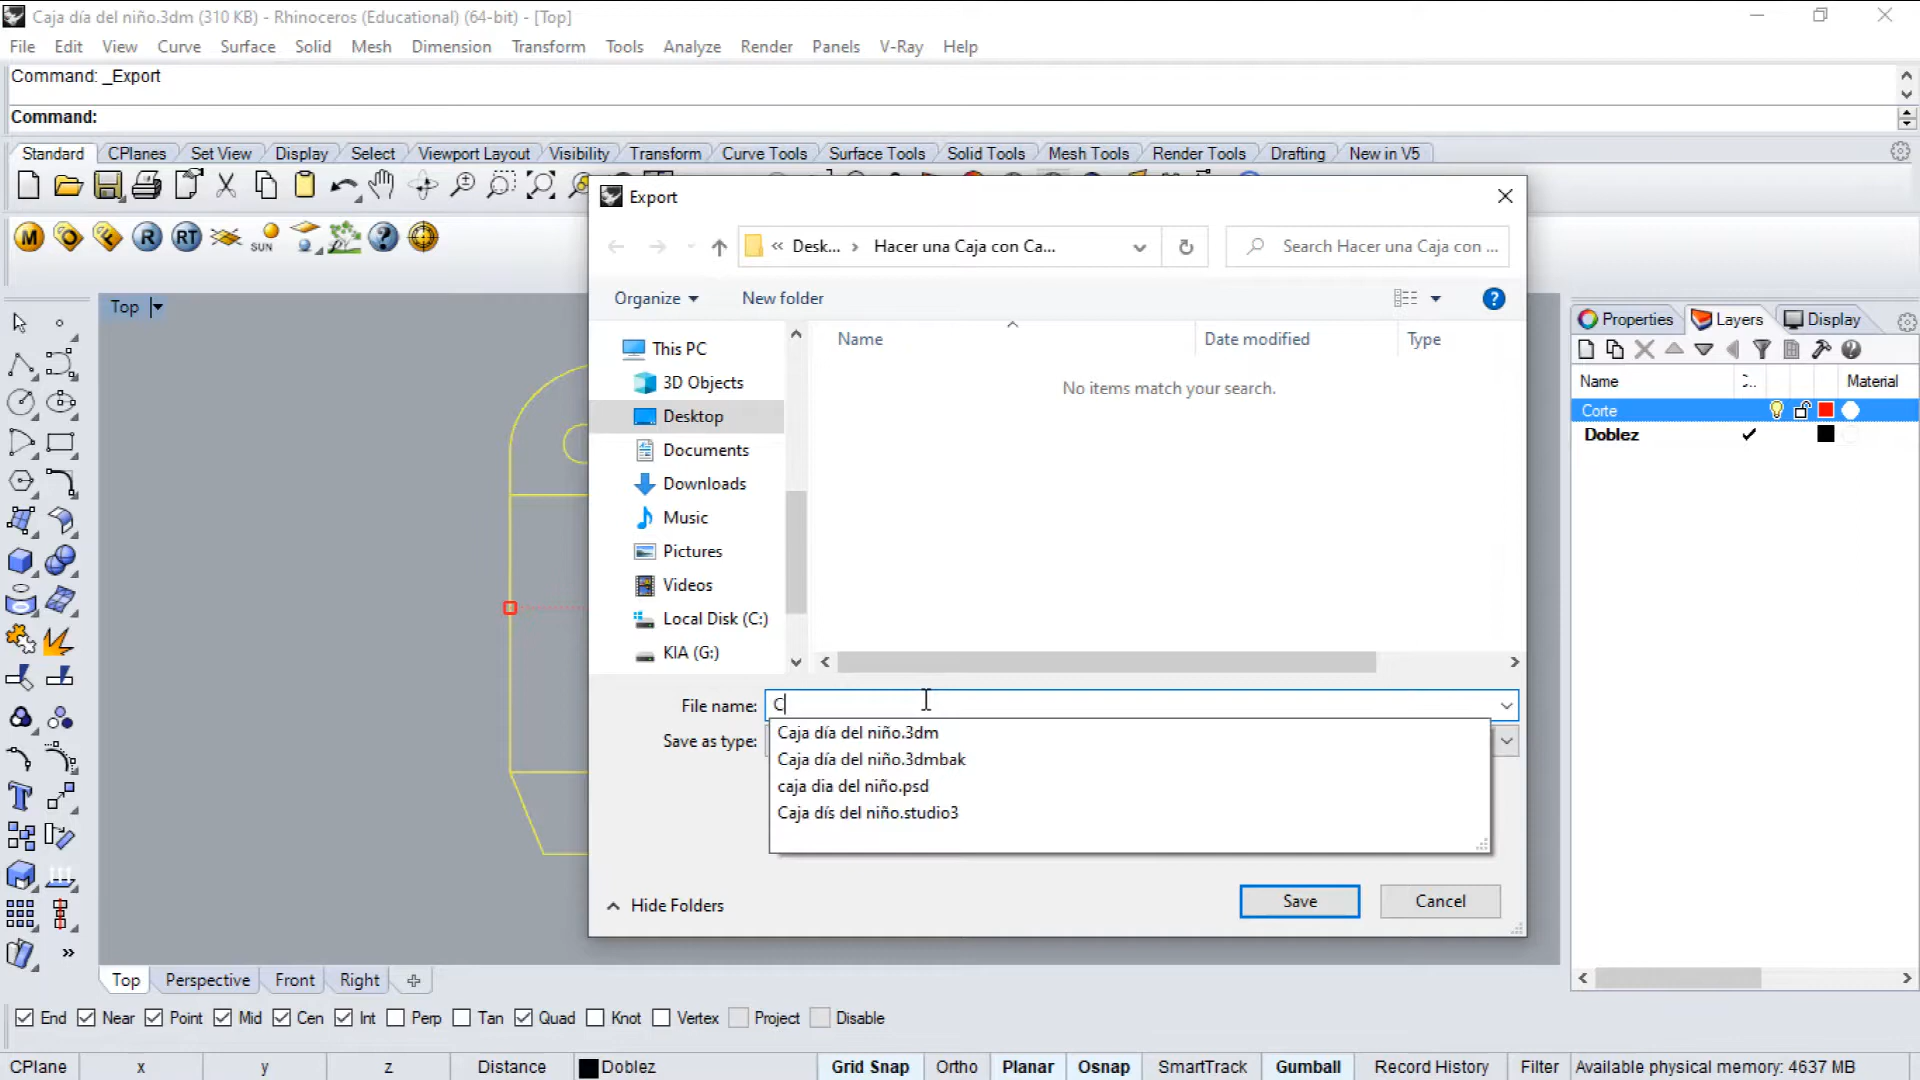 Caja día del niño.3dm (310 KB) - Rhinoceros (Educational) (64-bit) - [Top]
File Edit View Curve Surface Solid Mesh Dimension Transform Tools Analyze Render Panels V-Ray Help
Command: _Export
Command:
Standard CPlanes Set View Display Select Viewport Layout Visibility Transform Curve Tools Surface Tools Solid Tools Mesh Tools Render Tools Drafting New in V5
M R RT SUN
Export
« Desk... › Hacer una Caja con Ca...
Search Hacer una Caja con ...
Organize New folder
Top
Properties Layers Display
Name Date modified Type
No items match your search.
This PC
3D Objects
Desktop
Documents
Downloads
Music
Pictures
Videos
Local Disk (C:)
KIA (G:)
Name Material
Corte
Doblez
File name: C
Save as type:
Caja día del niño.3dm
Caja día del niño.3dmbak
caja dia del niño.psd
Caja dís del niño.studio3
Hide Folders
Save Cancel
Top Perspective Front Right
End Near Point Mid Cen Int Perp Tan Quad Knot Vertex Project Disable
CPlane x y z Distance Doblez Grid Snap Ortho Planar Osnap SmartTrack Gumball Record History Filter Available physical memory: 4637 MB